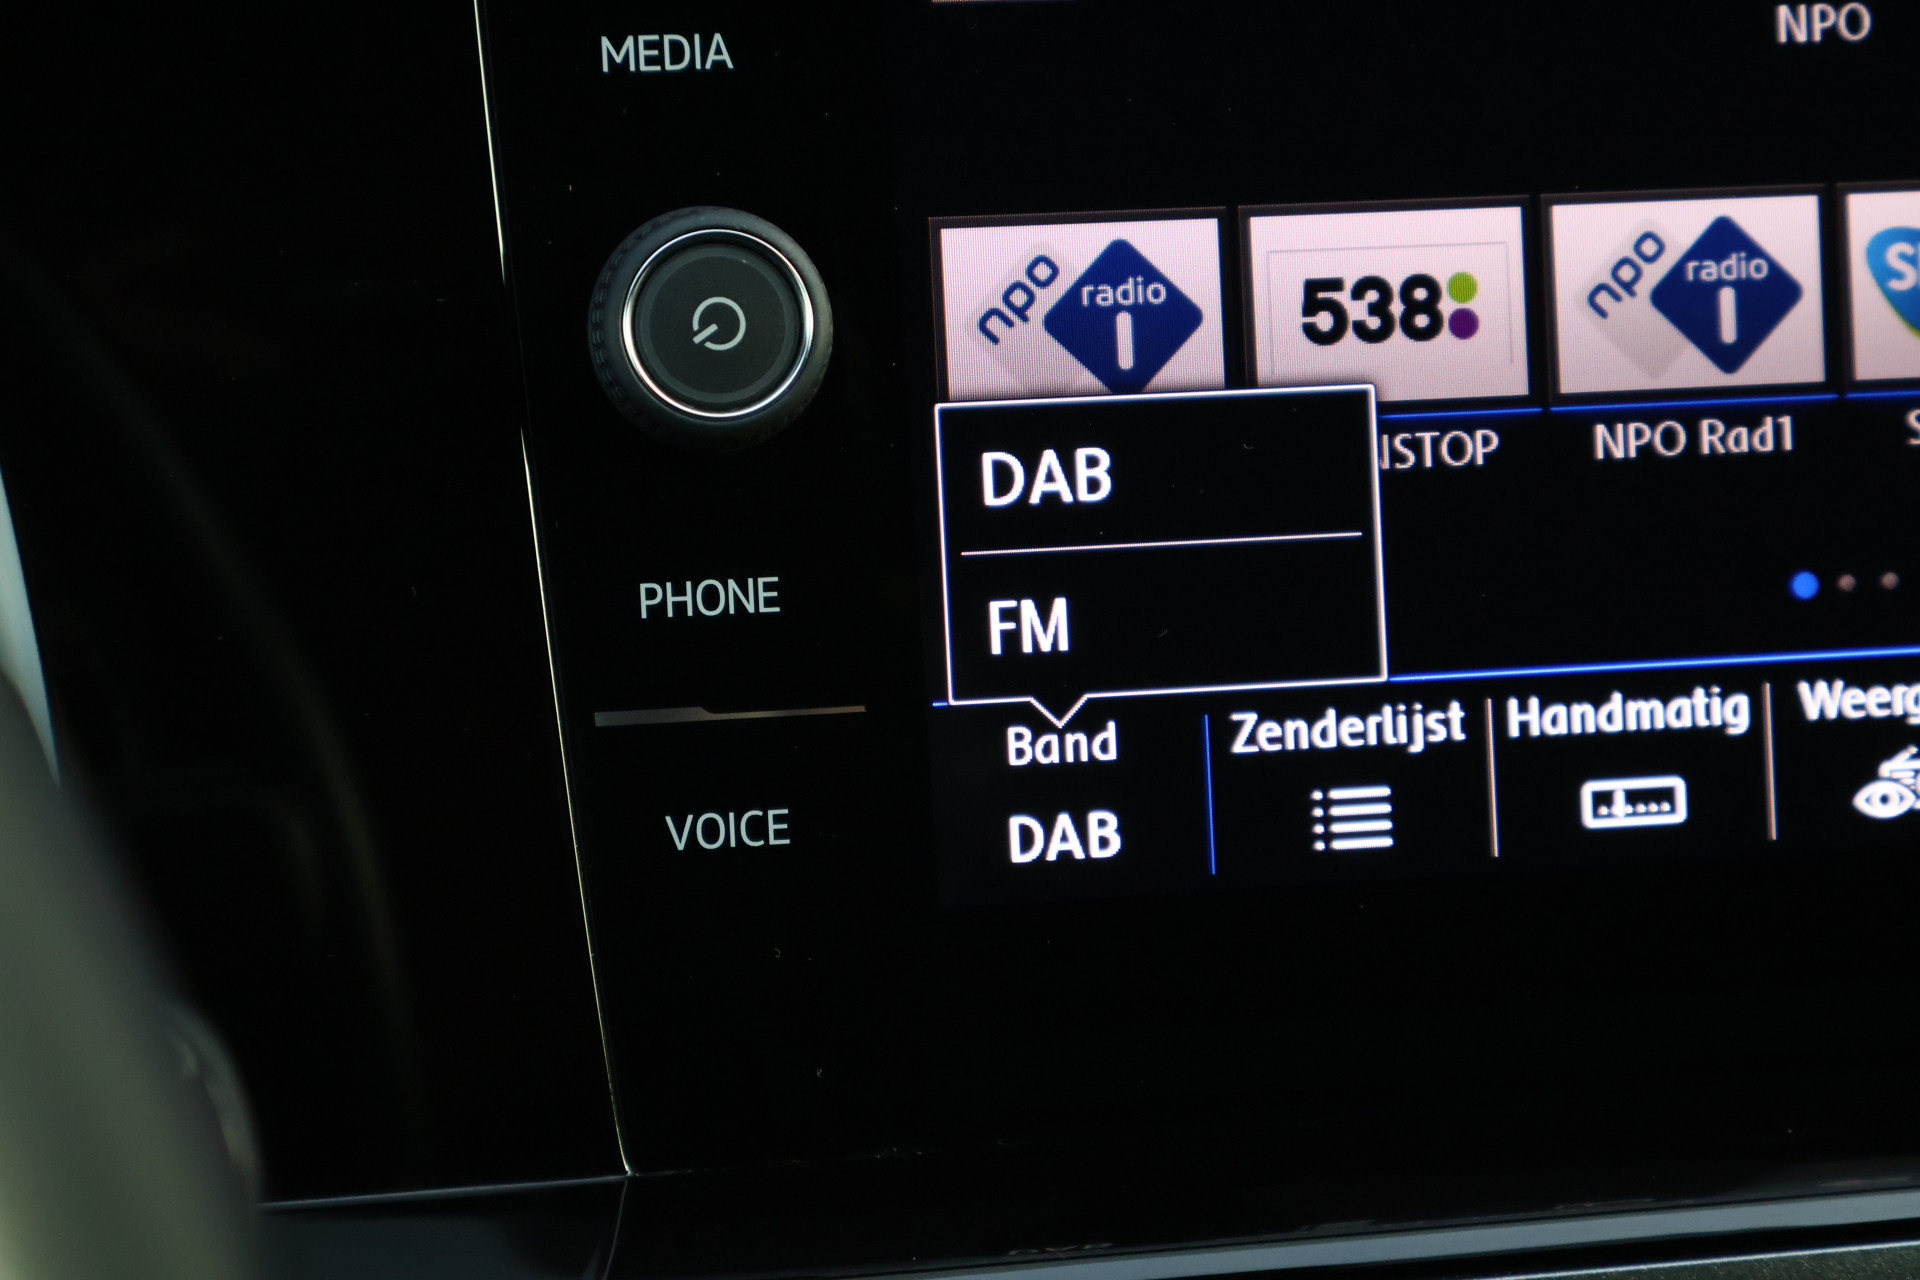 MEDIA
NPO
npo radio 1
538
npo radio 1
NPO Rad1
DAB
PHONE
FM
Band
Zenderlijst
Handmatig
VOICE
DAB